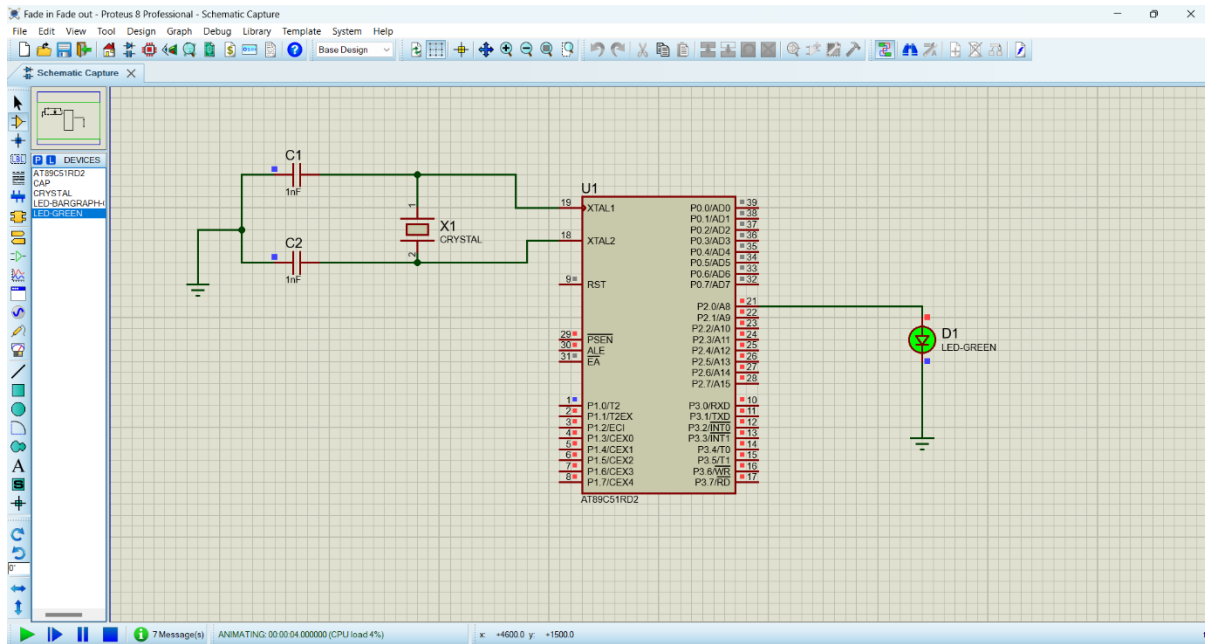 Fade in Fade out - Proteus 8 Professional - Schematic Capture
File Edit View Tool Design Graph Debug Library Template System Help
Base Design
Schematic Capture
P L DEVICES
AT89C51RD2
CAP
CRYSTAL
LED-BARGRAPH-
LED-GREEN
C1
1nF
C2
1nF
1
X1
CRYSTAL
2
U1
19 XTAL1
18 XTAL2
9 RST
29 PSEN
30 ALE
31 EA
1 P1.0/T2
2 P1.1/T2EX
3 P1.2/ECI
4 P1.3/CEX0
5 P1.4/CEX1
6 P1.5/CEX2
7 P1.6/CEX3
8 P1.7/CEX4
P0.0/AD0 39
P0.1/AD1 38
P0.2/AD2 37
P0.3/AD3 36
P0.4/AD4 35
P0.5/AD5 34
P0.6/AD6 33
P0.7/AD7 32
P2.0/A8 21
P2.1/A9 22
P2.2/A10 23
P2.3/A11 24
P2.4/A12 25
P2.5/A13 26
P2.6/A14 27
P2.7/A15 28
P3.0/RXD 10
P3.1/TXD 11
P3.2/INT0 12
P3.3/INT1 13
P3.4/T0 14
P3.5/T1 15
P3.6/WR 16
P3.7/RD 17
AT89C51RD2
D1
LED-GREEN
A
S
0°
7 Message(s)
ANIMATING: 00:00:04.000000 (CPU load 4%)
x: +4600.0 y: +1500.0